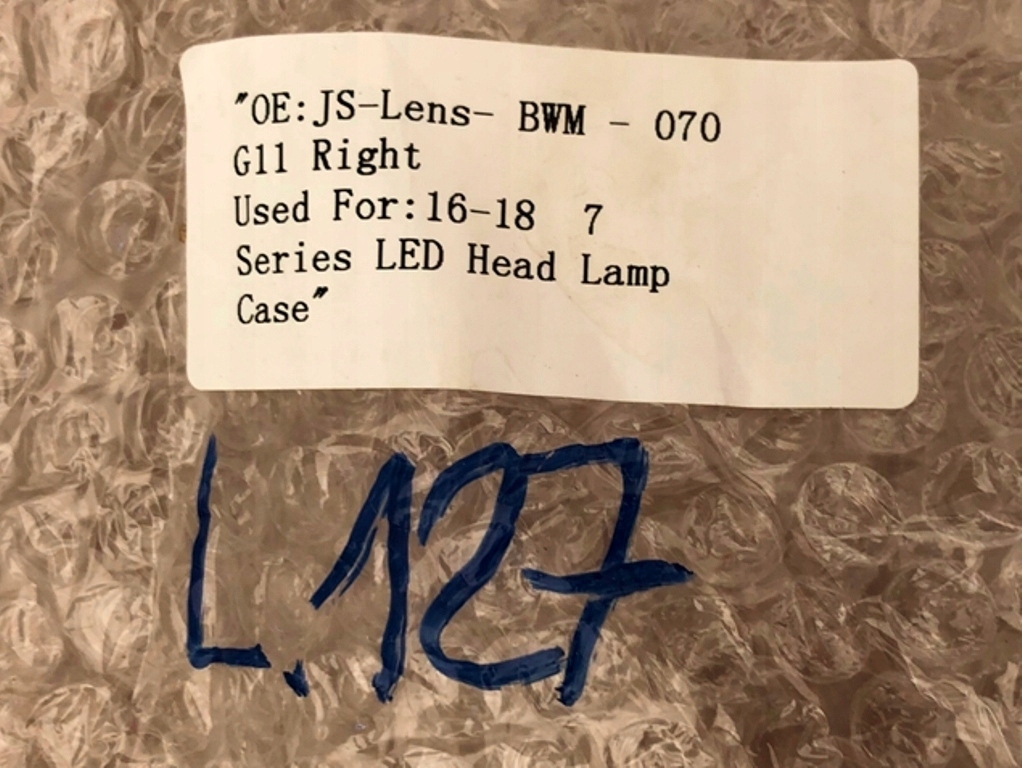 "OE:JS-Lens- BWM - 070
G11 Right
Used For:16-18 7
Series LED Head Lamp
Case"
L.127